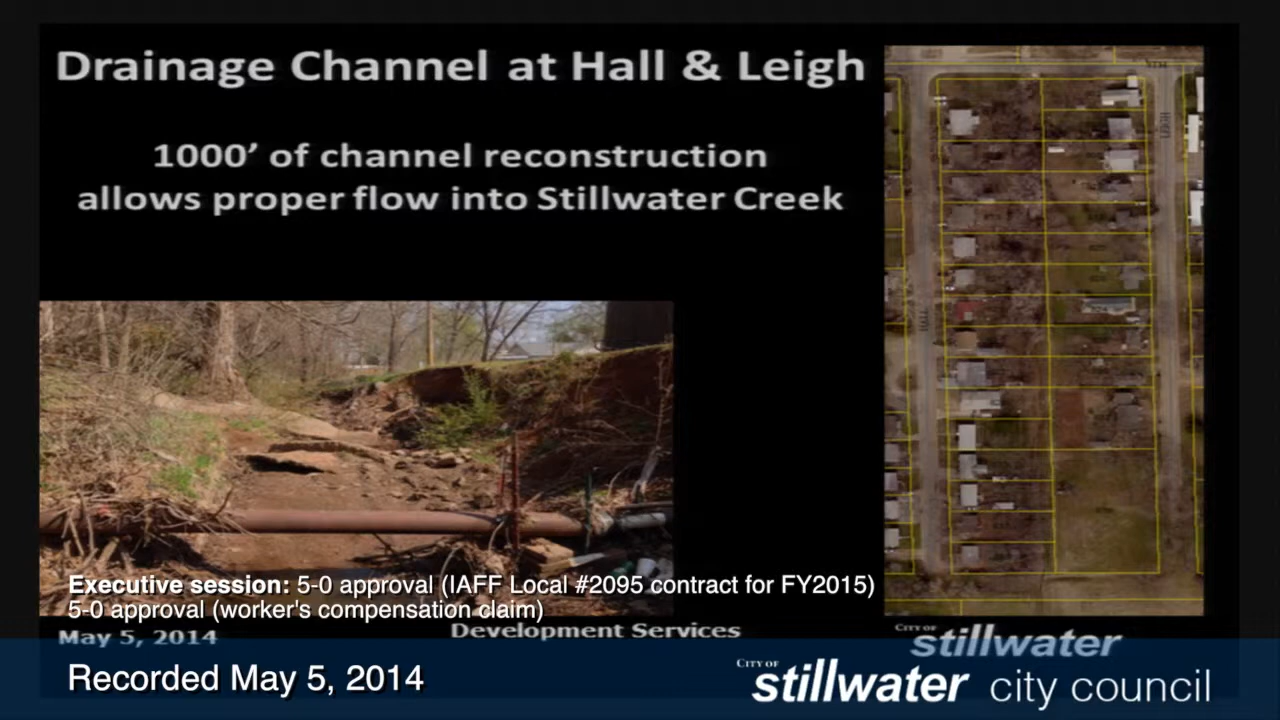 Drainage Channel at Hall & Leigh
1000' of channel reconstruction
allows proper flow into Stillwater Creek
Executive session: 5-0 approval (IAFF Local #2095 contract for FY2015)
5-0 approval (worker's compensation claim)
May 5, 2014
Development Services
CITY OF
stillwater
Recorded May 5, 2014
CITY OF
stillwater city council